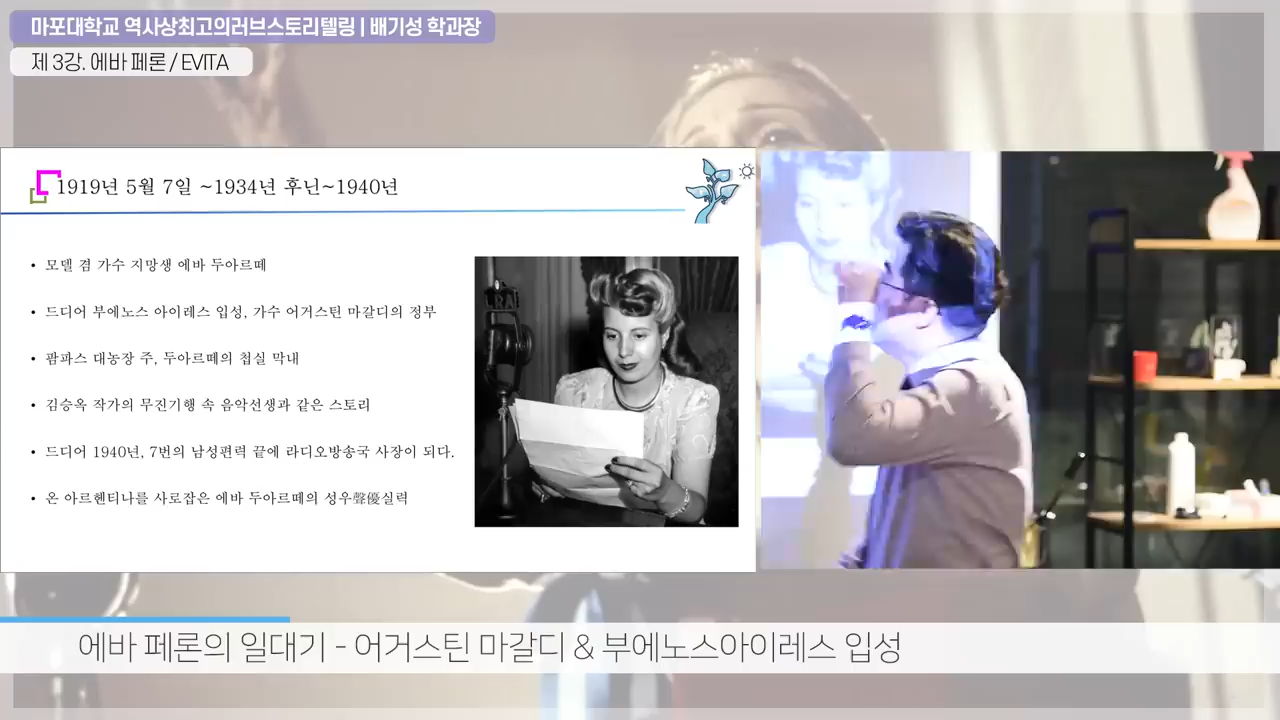 마포대학교 역사상최고의러브스토리텔링 | 배기성 학과장
제 3강. 에바 페론 / EVITA
1919년 5월 7일 ~1934년 후닌~1940년
• 모델 겸 가수 지망생 에바 두아르떼
• 드디어 부에노스 아이레스 입성, 가수 어거스틴 마갈디의 정부
• 팜파스 대농장 주, 두아르떼의 첩실 막내
• 김승옥 작가의 무진기행 속 음악선생과 같은 스토리
• 드디어 1940년, 7번의 남성편력 끝에 라디오방송국 사장이 되다.
• 온 아르헨티나를 사로잡은 에바 두아르떼의 성우聲優실력
에바 페론의 일대기 - 어거스틴 마갈디 & 부에노스아이레스 입성